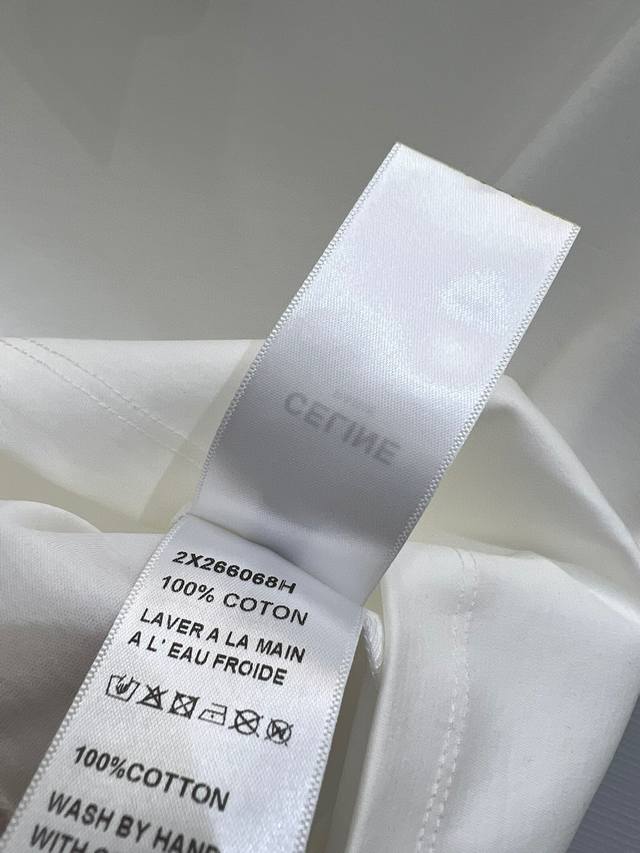 CELINE
2X266068H
100% COTON
LAVER A LA MAIN
A L' EAU FROIDE
100%COTTON
WASH BY HAND
WITH